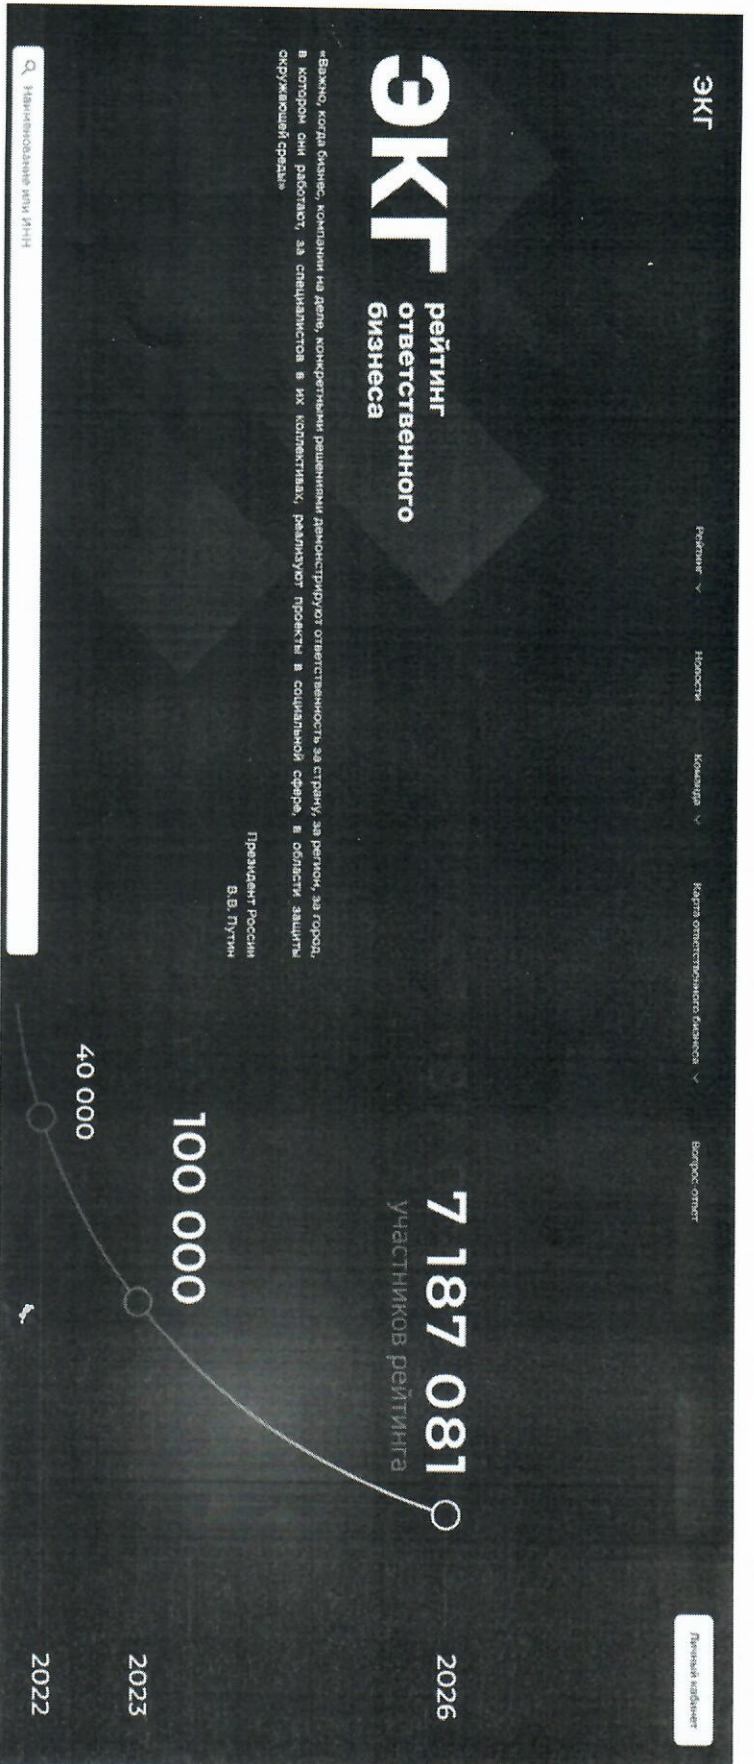 ЭКГ
Рейтинг
Новости
Команда
Карта ответственного бизнеса
Вопрос-ответ
Личный кабинет
ЭКГ
рейтинг
ответственного
бизнеса
«Важно, когда бизнес, компании на деле, конкретными решениями демонстрируют ответственность за страну, за регион, за город,
в котором они работают, за специалистов в их коллективах, реализуют проекты в социальной сфере, в области защиты
окружающей среды»
Президент России
В.В. Путин
Наименование или ИНН
7 187 081
участников рейтинга
100 000
40 000
2026
2023
2022